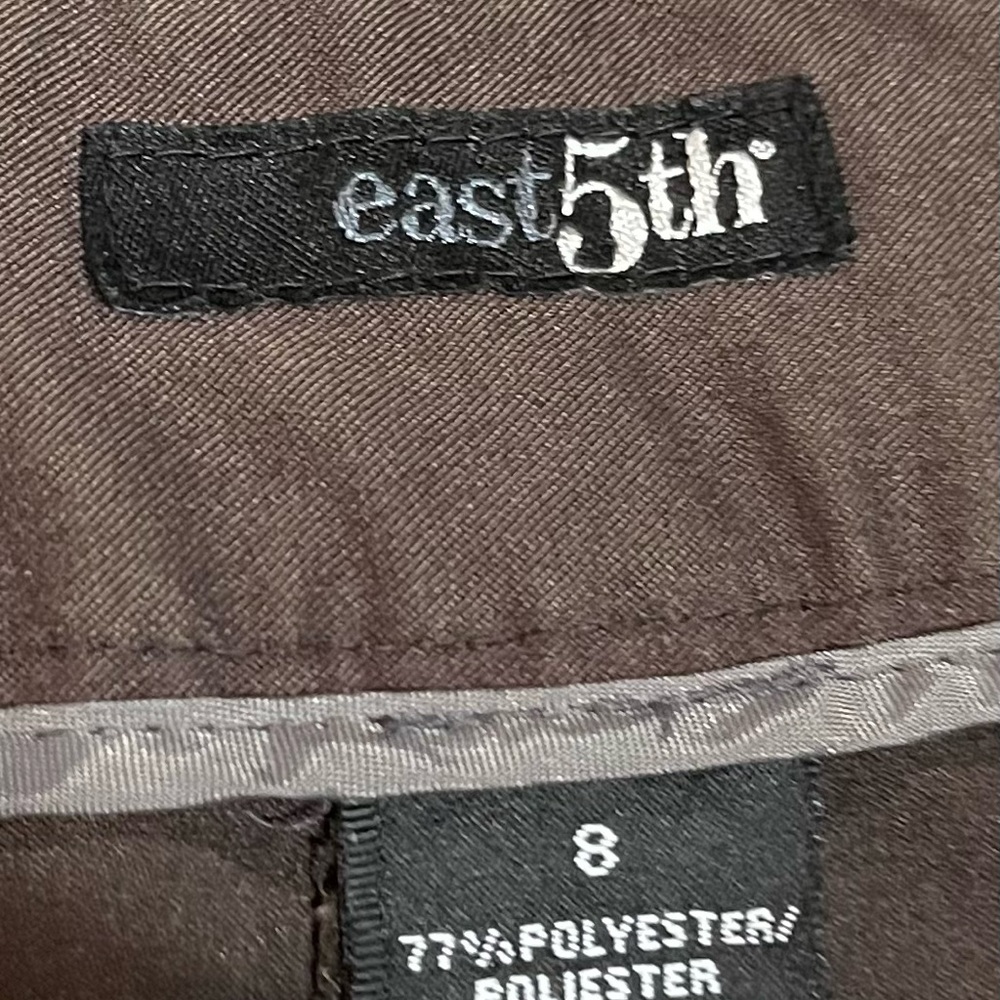 east5th®
8
77%POLYESTER/
POLIESTER